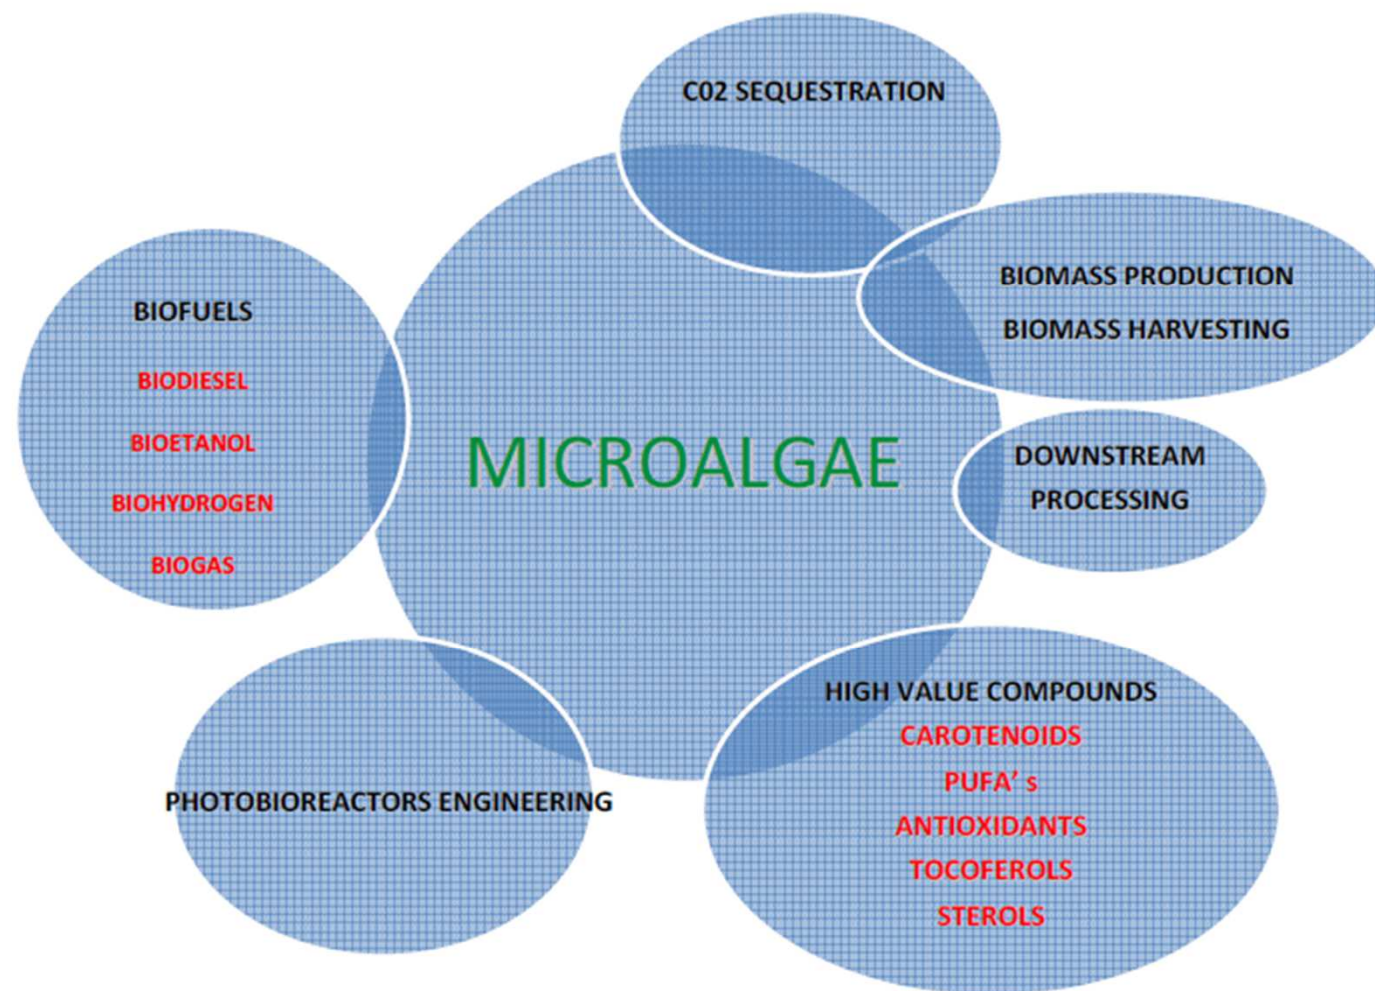 C02 SEQUESTRATION
BIOMASS PRODUCTION
BIOMASS HARVESTING
BIOFUELS
BIODIESEL
BIOETANOL
BIOHYDROGEN
BIOGAS
MICROALGAE
DOWNSTREAM
PROCESSING
PHOTOBIOREACTORS ENGINEERING
HIGH VALUE COMPOUNDS
CAROTENOIDS
PUFA’ s
ANTIOXIDANTS
TOCOFEROLS
STEROLS